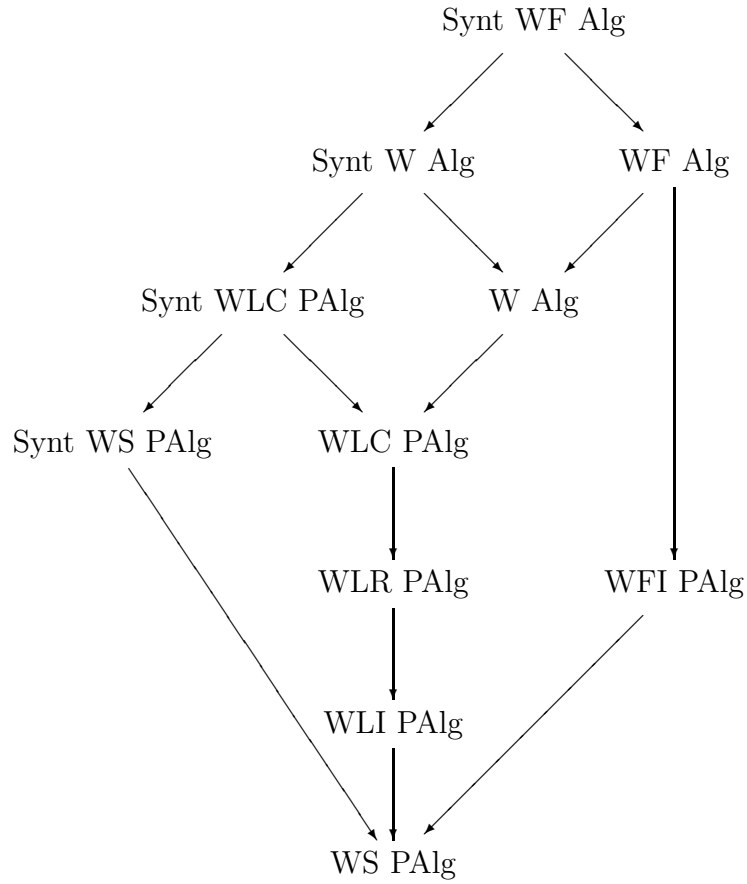 Synt WF Alg
Synt W Alg
WF Alg
Synt WLC PAlg
W Alg
Synt WS PAlg
WLC PAlg
WLR PAlg
WFI PAlg
WLI PAlg
WS PAlg